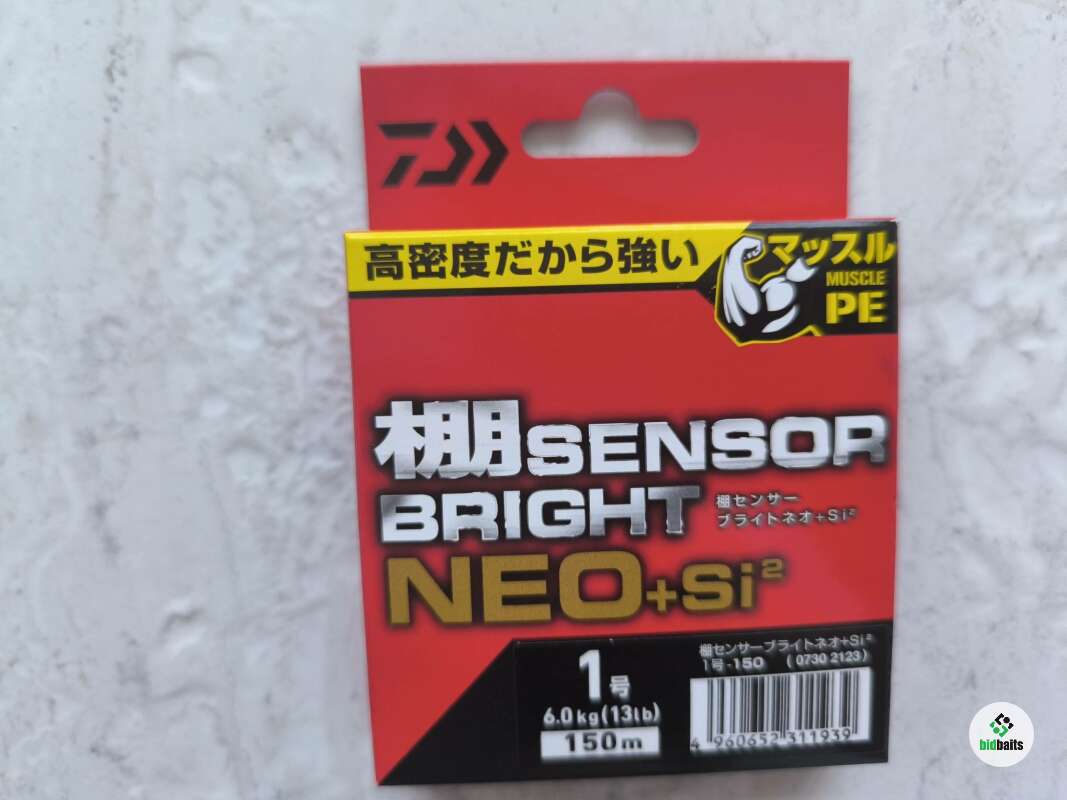 高密度だから強い
マッスル
MUSCLE
PE
棚SENSOR
BRIGHT
棚センサー
ブライトネオ+Si²
NEO+Si²
1号
6.0kg(13lb)
150m
棚センサーブライトネオ+Si²
1号-150 (0730 2123)
4 960652 311939
bidbaits